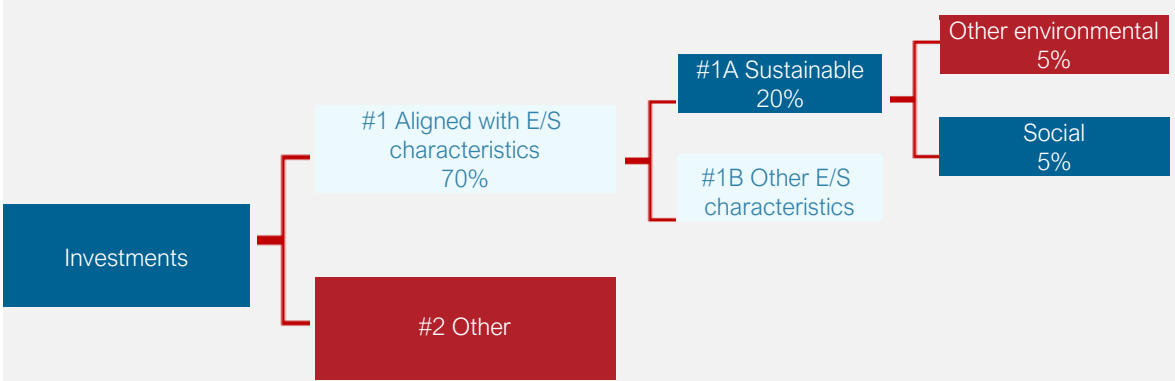 Investments
#1 Aligned with E/S
characteristics
70%
#2 Other
#1A Sustainable
20%
#1B Other E/S
characteristics
Other environmental
5%
Social
5%